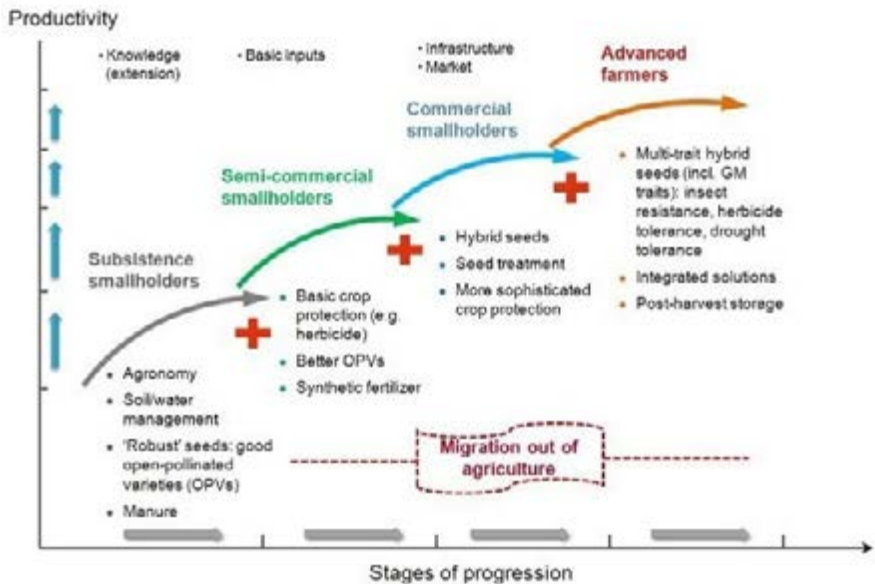 Productivity
• Knowledge
(extension)
• Basic inputs
• Infrastructure
• Market
Advanced
farmers
Commercial
smallholders
Semi-commercial
smallholders
Subsistence
smallholders
• Agronomy
• Soil/water
management
• 'Robust' seeds: good
open-pollinated
varieties (OPVs)
• Manure
• Basic crop
protection (e.g.
herbicide)
• Better OPVs
• Synthetic fertilizer
• Hybrid seeds
• Seed treatment
• More sophisticated
crop protection
• Multi-trait hybrid
seeds (incl. GM
traits): insect
resistance, herbicide
tolerance, drought
tolerance
• Integrated solutions
• Post-harvest storage
Migration out of
agriculture
Stages of progression